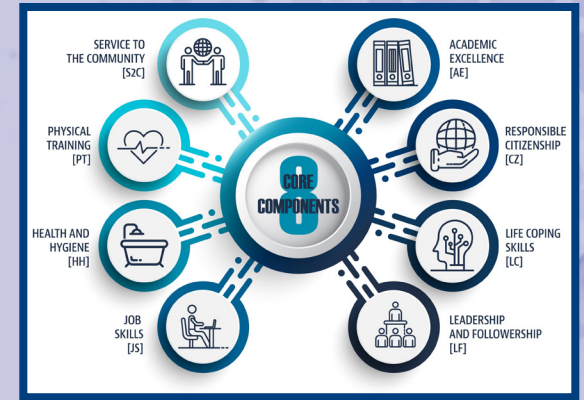 SERVICE TO
THE COMMUNITY
[S2C]
ACADEMIC
EXCELLENCE
[AE]
PHYSICAL
TRAINING
[PT]
RESPONSIBLE
CITIZENSHIP
[CZ]
8
CORE
COMPONENTS
HEALTH AND
HYGIENE
[HH]
LIFE COPING
SKILLS
[LC]
JOB
SKILLS
[JS]
LEADERSHIP
AND FOLLOWERSHIP
[LF]